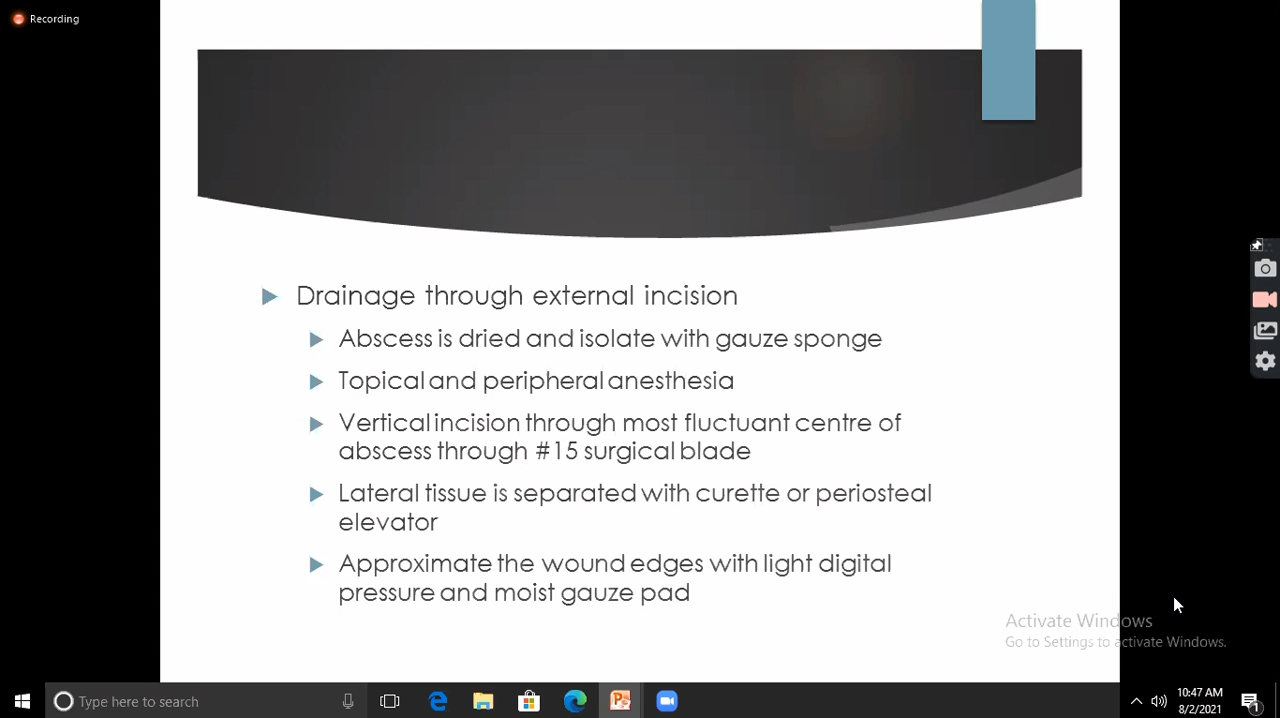 Recording
Drainage through external incision
Abscess is dried and isolate with gauze sponge
Topical and peripheral anesthesia
Vertical incision through most fluctuant centre of
abscess through #15 surgical blade
Lateral tissue is separated with curette or periosteal
elevator
Approximate the wound edges with light digital
pressure and moist gauze pad
Activate Windows
Go to Settings to activate Windows.
Type here to search
10:47 AM
8/2/2021
1